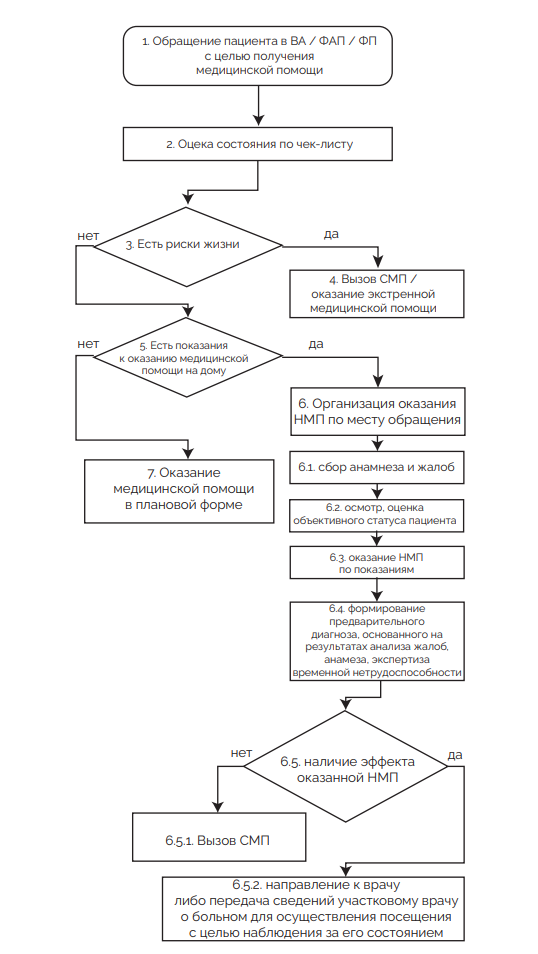 1. Обращение пациента в ВА / ФАП / ФП
с целью получения
медицинской помощи
2. Оцека состояния по чек-листу
нет
3. Есть риски жизни
да
4. Вызов СМП /
оказание экстренной
медицинской помощи
нет
5. Есть показания
к оказанию медицинской
помощи на дому
да
6. Организация оказания
НМП по месту обращения
6.1. сбор анамнеза и жалоб
7. Оказание
медицинской помощи
в плановой форме
6.2. осмотр, оценка
объективного статуса пациента
6.3. оказание НМП
по показаниям
6.4. формирование
предварительного
диагноза, основанного на
результатах анализа жалоб,
анамеза, экспертиза
временной нетрудоспособности
нет
6.5. наличие эффекта
оказанной НМП
да
6.5.1. Вызов СМП
6.5.2. направление к врачу
либо передача сведений участковому врачу
о больном для осуществления посещения
с целью наблюдения за его состоянием